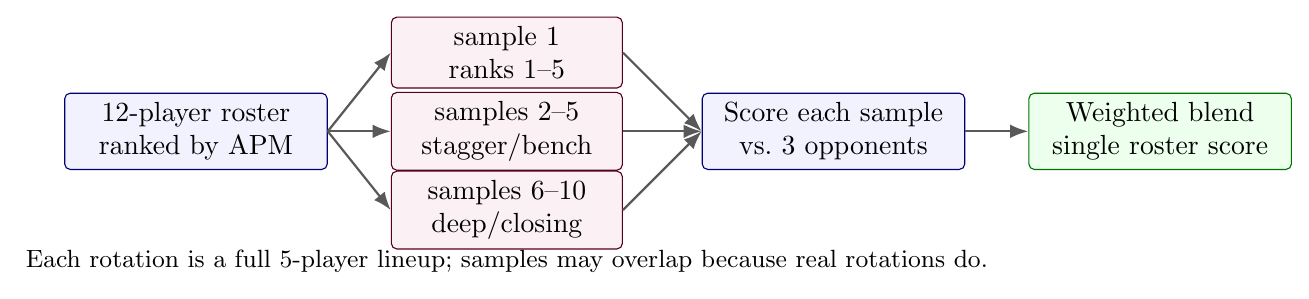 12-player roster
ranked by APM
sample 1
ranks 1–5
samples 2–5
stagger/bench
samples 6–10
deep/closing
Score each sample
vs. 3 opponents
Weighted blend
single roster score
Each rotation is a full 5-player lineup; samples may overlap because real rotations do.